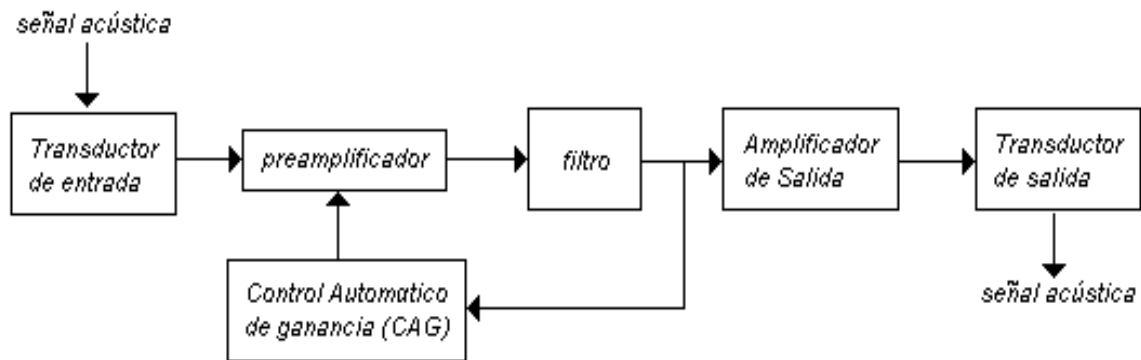 señal acústica
Transductor
de entrada
preamplificador
filtro
Amplificador
de Salida
Transductor
de salida
Control Automatico
de ganancia (CAG)
señal acústica